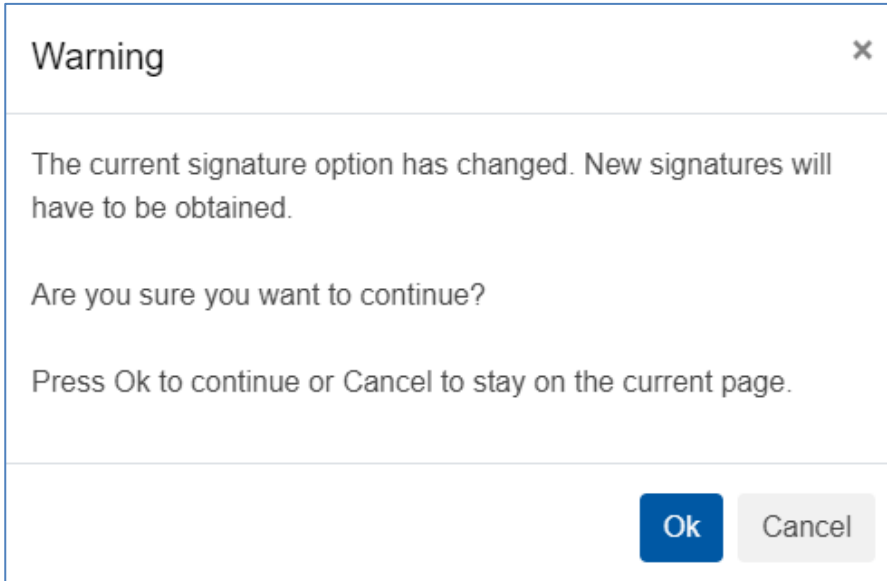 Warning ×
The current signature option has changed. New signatures will
have to be obtained.
Are you sure you want to continue?
Press Ok to continue or Cancel to stay on the current page.
Ok Cancel